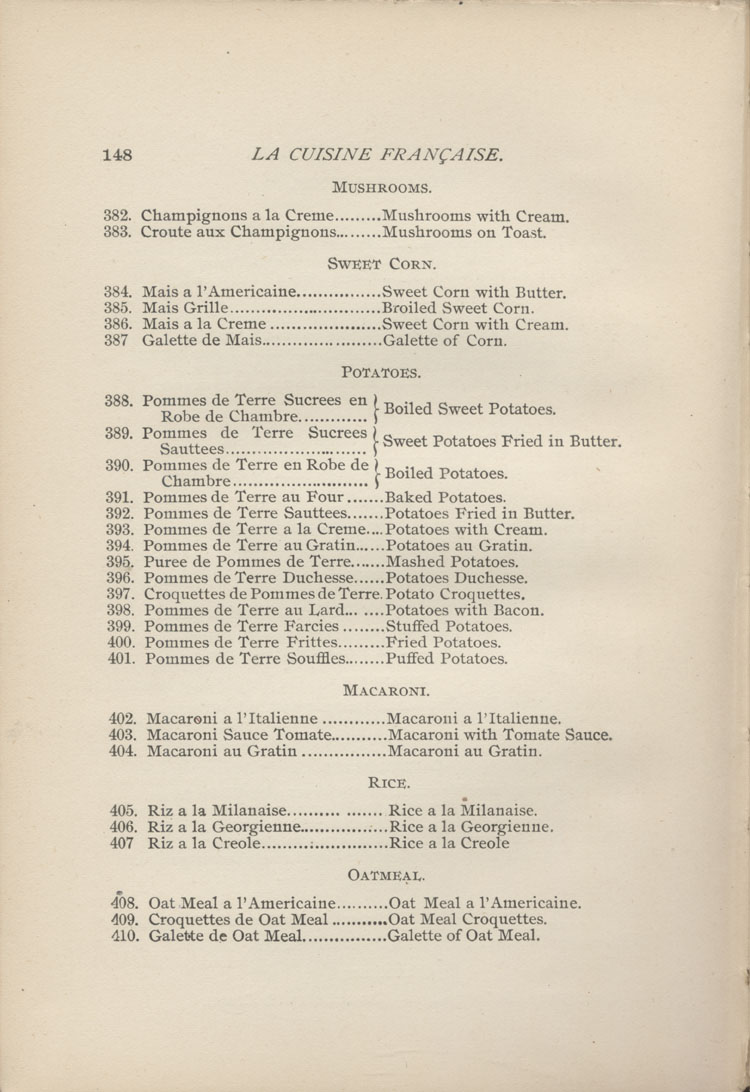 148 LA CUISINE FRANÇAISE.
MUSHROOMS.
382. Champignons a la Creme.........Mushrooms with Cream.
383. Croute aux Champignons.........Mushrooms on Toast.
SWEET CORN.
384. Mais a l'Americaine................Sweet Corn with Butter.
385. Mais Grille.............................Broiled Sweet Corn.
386. Mais a la Creme .....................Sweet Corn with Cream.
387 Galette de Mais.......................Galette of Corn.
POTATOES.
388. Pommes de Terre Sucrees en
Robe de Chambre............. } Boiled Sweet Potatoes.
389. Pommes de Terre Sucrees
Sauttees.......................... } Sweet Potatoes Fried in Butter.
390. Pommes de Terre en Robe de
Chambre......................... } Boiled Potatoes.
391. Pommes de Terre au Four .......Baked Potatoes.
392. Pommes de Terre Sauttees.......Potatoes Fried in Butter.
393. Pommes de Terre a la Creme....Potatoes with Cream.
394. Pommes de Terre au Gratin......Potatoes au Gratin.
395. Puree de Pommes de Terre.......Mashed Potatoes.
396. Pommes de Terre Duchesse......Potatoes Duchesse.
397. Croquettes de Pommes de Terre.Potato Croquettes.
398. Pommes de Terre au Lard... ....Potatoes with Bacon.
399. Pommes de Terre Farcies ........Stuffed Potatoes.
400. Pommes de Terre Frittes.........Fried Potatoes.
401. Pommes de Terre Souffles........Puffed Potatoes.
MACARONI.
402. Macaroni a l'Italienne ............Macaroni a l'Italienne.
403. Macaroni Sauce Tomate...........Macaroni with Tomate Sauce.
404. Macaroni au Gratin ................Macaroni au Gratin.
RICE.
405. Riz a la Milanaise.......... ........Rice a la Milanaise.
406. Riz a la Georgienne.................Rice a la Georgienne.
407 Riz a la Creole........................Rice a la Creole
OATMEAL.
408. Oat Meal a l'Americaine..........Oat Meal a l'Americaine.
409. Croquettes de Oat Meal ...........Oat Meal Croquettes.
410. Galette de Oat Meal................Galette of Oat Meal.